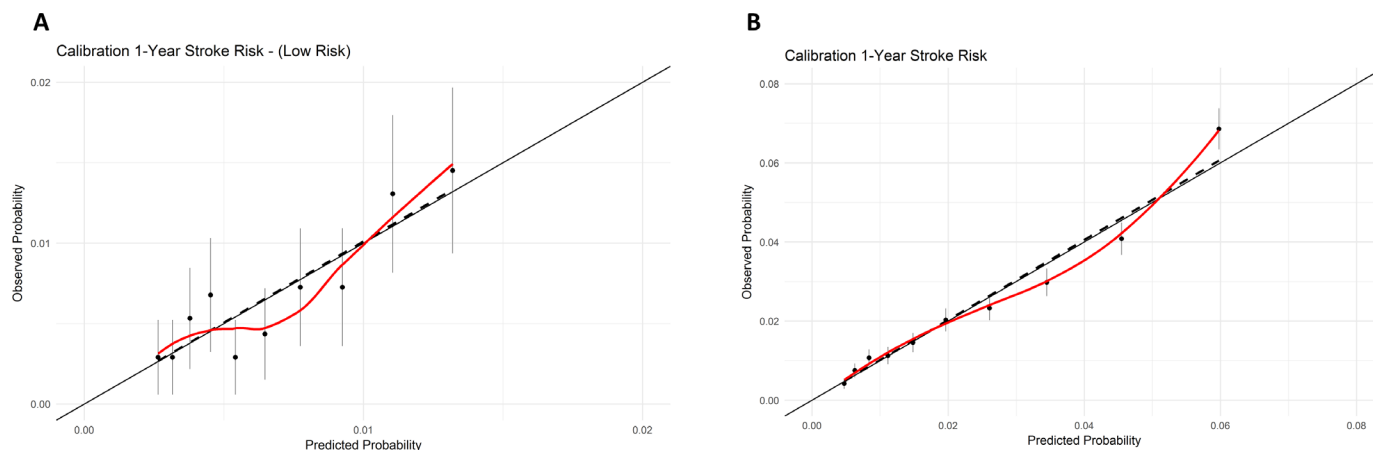 A
Calibration 1-Year Stroke Risk - (Low Risk)
Observed Probability
0.02
0.01
0.00
0.00
0.01
0.02
Predicted Probability
B
Calibration 1-Year Stroke Risk
Observed Probability
0.08
0.06
0.04
0.02
0.00
0.00
0.02
0.04
0.06
0.08
Predicted Probability